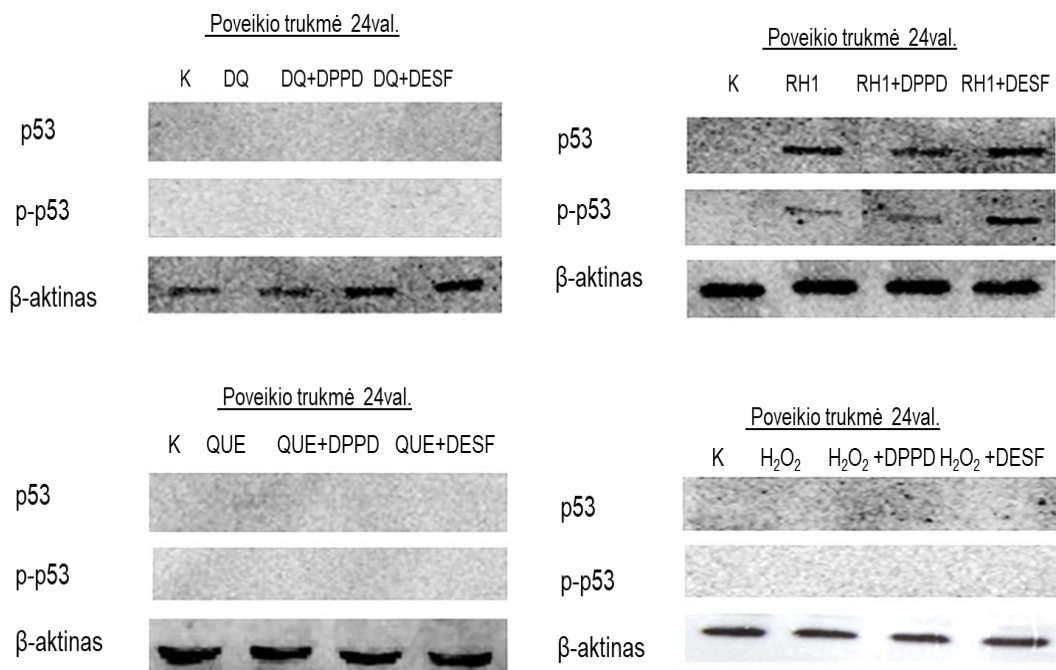 Poveikio trukmė 24val.
K DQ DQ+DPPD DQ+DESF
p53
p-p53
β-aktinas
Poveikio trukmė 24val.
K RH1 RH1+DPPD RH1+DESF
p53
p-p53
β-aktinas
Poveikio trukmė 24val.
K QUE QUE+DPPD QUE+DESF
p53
p-p53
β-aktinas
Poveikio trukmė 24val.
K H₂O₂ H₂O₂ +DPPD H₂O₂ +DESF
p53
p-p53
β-aktinas